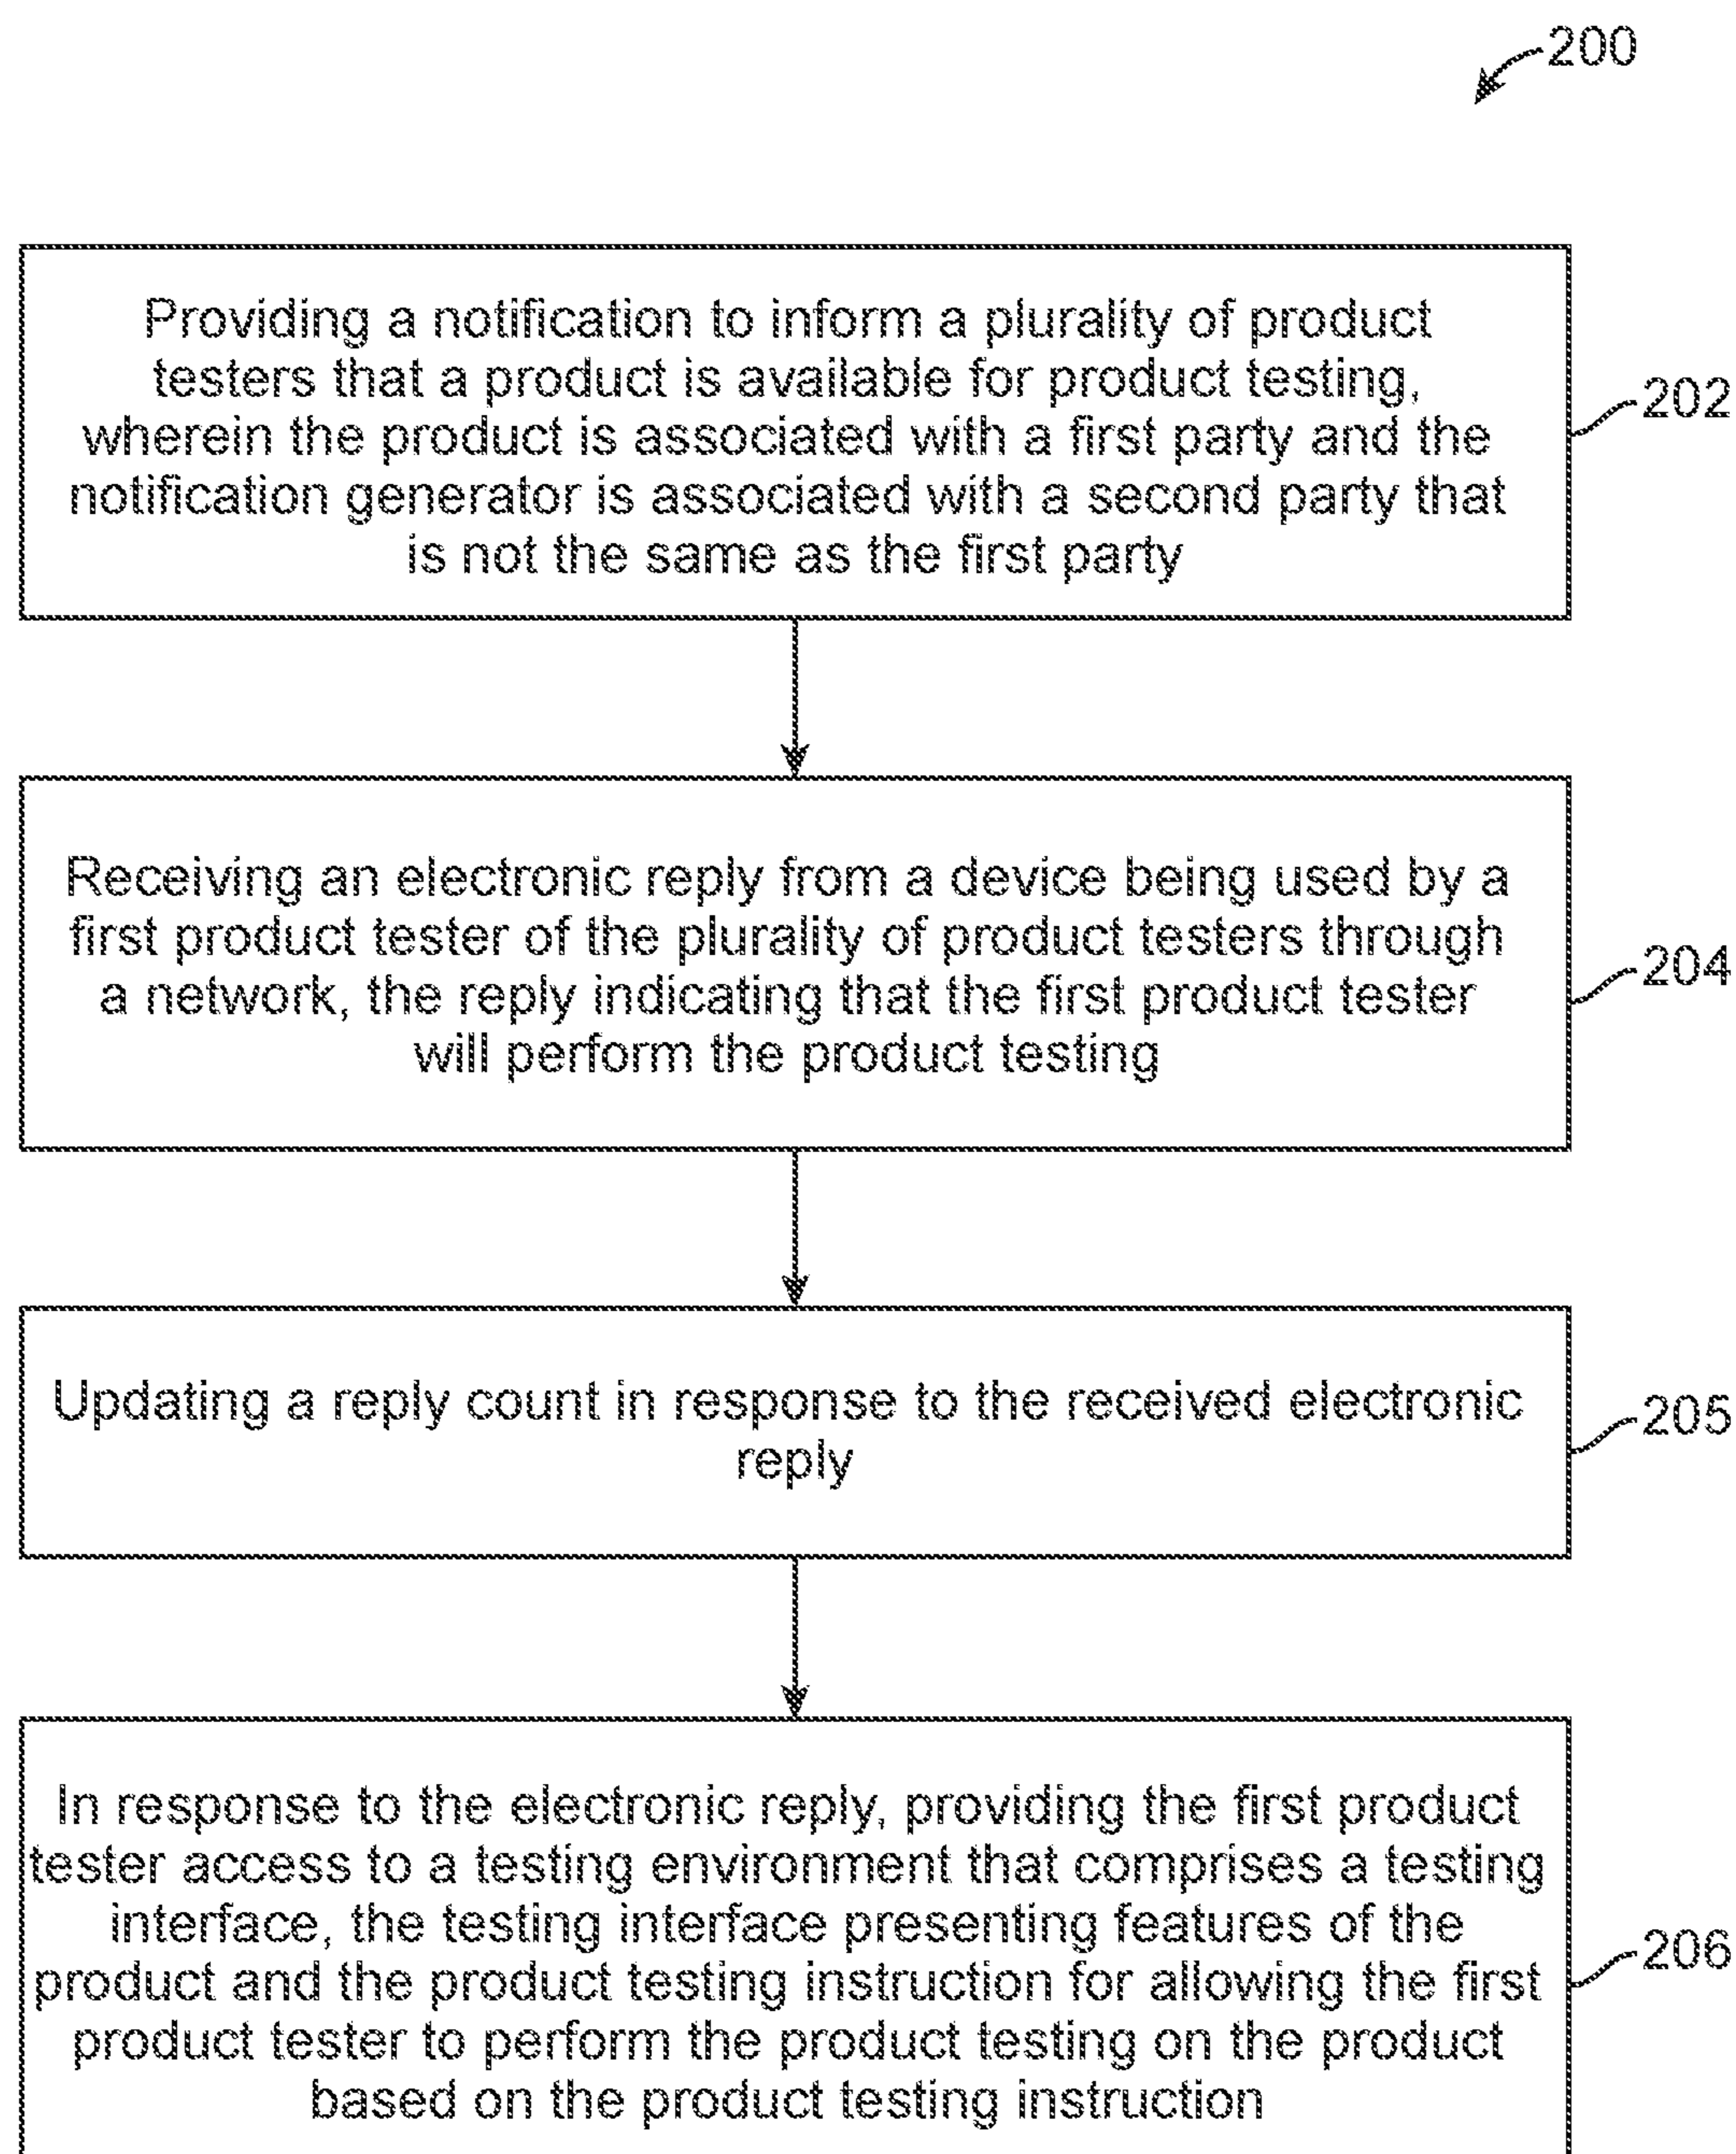 200
Providing a notification to inform a plurality of product
testers that a product is available for product testing,
wherein the product is associated with a first party and the
notification generator is associated with a second party that
is not the same as the first party
202
Receiving an electronic reply from a device being used by a
first product tester of the plurality of product testers through
a network, the reply indicating that the first product tester
will perform the product testing
204
Updating a reply count in response to the received electronic
reply
205
In response to the electronic reply, providing the first product
tester access to a testing environment that comprises a testing
interface, the testing interface presenting features of the
product and the product testing instruction for allowing the first
product tester to perform the product testing on the product
based on the product testing instruction
206